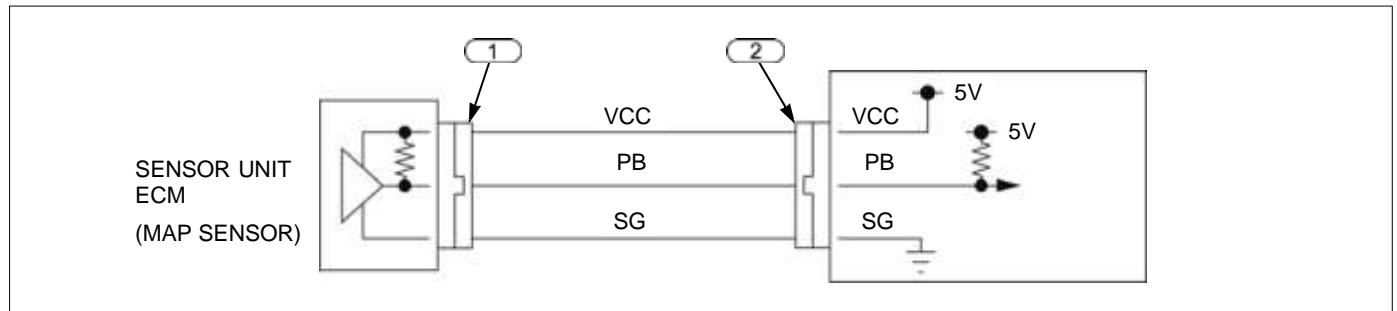 1
2
5V
VCC
VCC
5V
PB
PB
SENSOR UNIT
ECM
(MAP SENSOR)
SG
SG